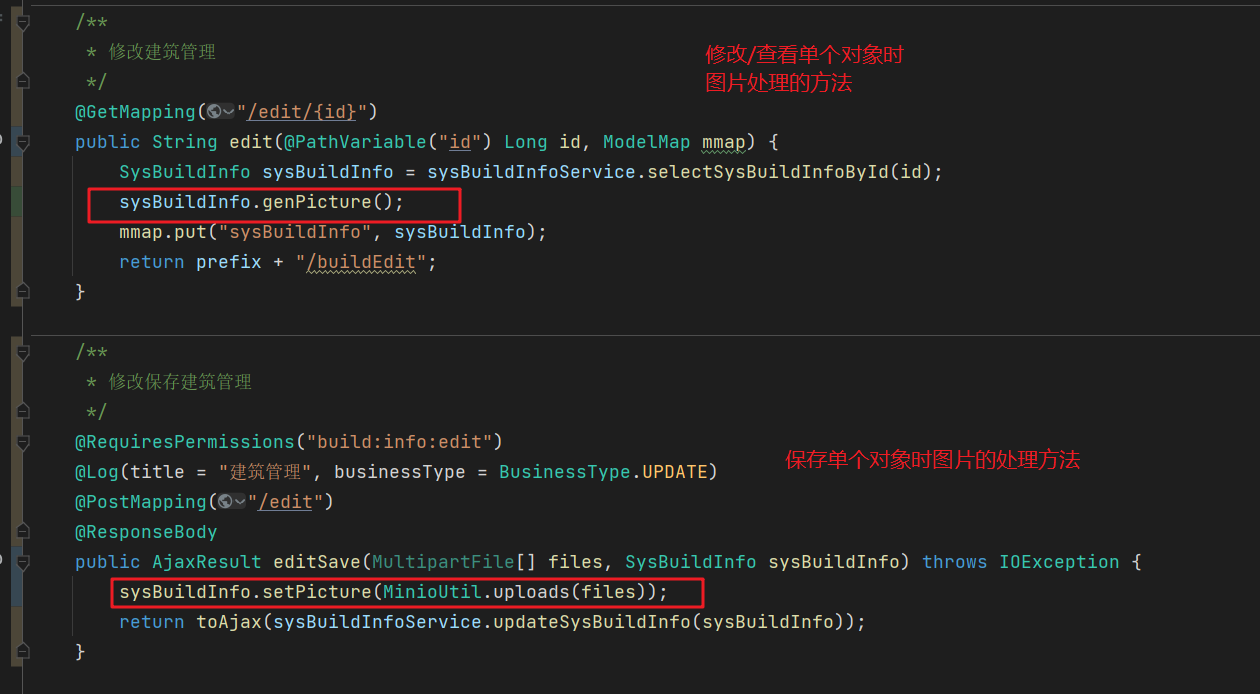 /**
* 修改建筑管理
*/
修改/查看单个对象时
图片处理的方法
@GetMapping("/edit/{id}")
public String edit(@PathVariable("id") Long id, ModelMap mmap) {
SysBuildInfo sysBuildInfo = sysBuildInfoService.selectSysBuildInfoById(id);
sysBuildInfo.genPicture();
mmap.put("sysBuildInfo", sysBuildInfo);
return prefix + "/buildEdit";
}
/**
* 修改保存建筑管理
*/
@RequiresPermissions("build:info:edit")
@Log(title = "建筑管理", businessType = BusinessType.UPDATE)
保存单个对象时图片的处理方法
@PostMapping("/edit")
@ResponseBody
public AjaxResult editSave(MultipartFile[] files, SysBuildInfo sysBuildInfo) throws IOException {
sysBuildInfo.setPicture(MinioUtil.uploads(files));
return toAjax(sysBuildInfoService.updateSysBuildInfo(sysBuildInfo));
}